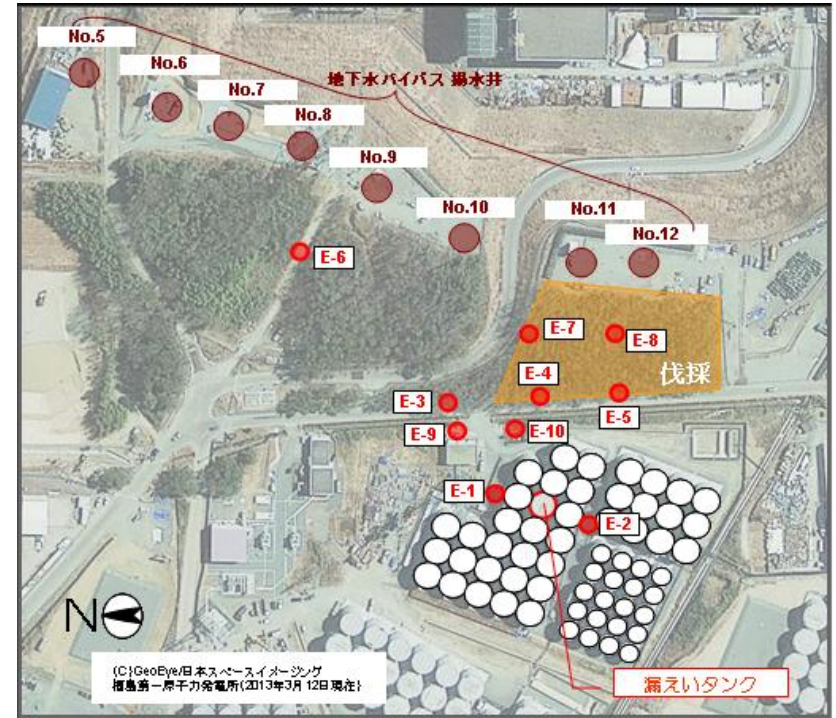 No.5
No.6
No.7
地下水バイパス 揚水井
No.8
No.9
No.10
No.11
No.12
E-6
E-7
E-8
伐採
E-4
E-3
E-5
E-9
E-10
E-1
E-2
N
(C)GeoEye/日本スペースイメージング
福島第一原子力発電所(2013年3月12日現在)
漏えいタンク